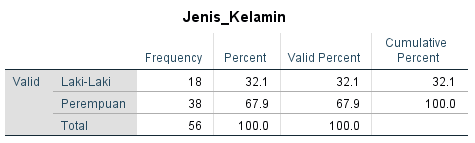 Jenis_Kelamin
Frequency Percent Valid Percent Cumulative Percent
Valid Laki-Laki 18 32.1 32.1 32.1
Perempuan 38 67.9 67.9 100.0
Total 56 100.0 100.0